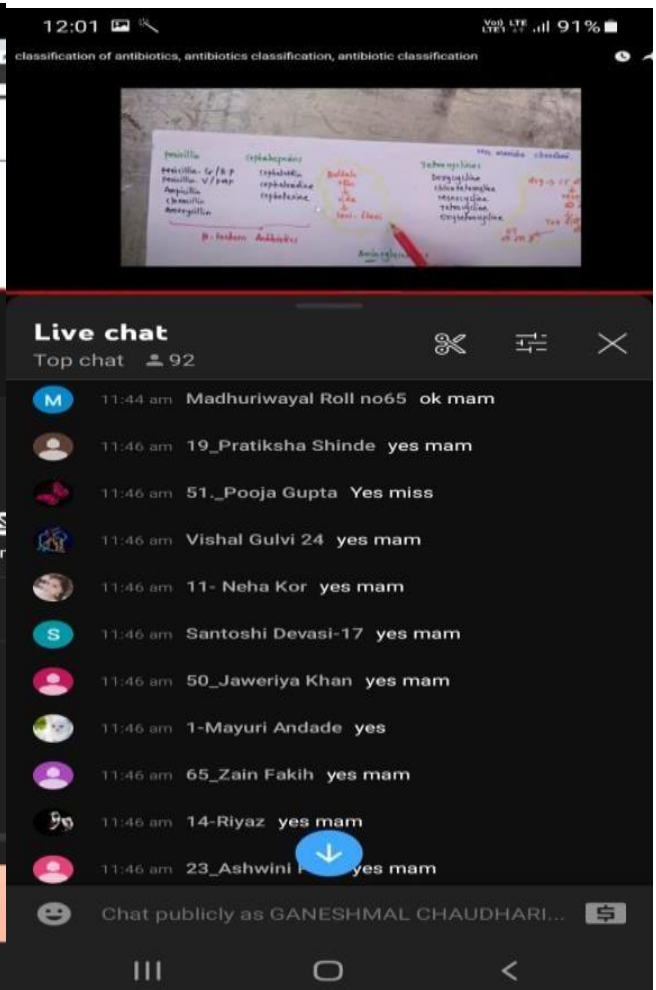 12:01
91%
classification of antibiotics, antibiotics classification, antibiotic classification
Penicillin
Cephalosporins
Tetracyclines
Ampicillin
Doxycycline
Live chat
Top chat 92
M 11:44 am Madhuriwayal Roll no65 ok mam
11:46 am 19_Pratiksha Shinde yes mam
11:46 am 51._Pooja Gupta Yes miss
11:46 am Vishal Gulvi 24 yes mam
11:46 am 11- Neha Kor yes mam
S 11:46 am Santoshi Devasi-17 yes mam
11:46 am 50_Jaweriya Khan yes mam
11:46 am 1-Mayuri Andade yes
11:46 am 65_Zain Fakih yes mam
11:46 am 14-Riyaz yes mam
11:46 am 23_Ashwini yes mam
Chat publicly as GANESHMAL CHAUDHARI...